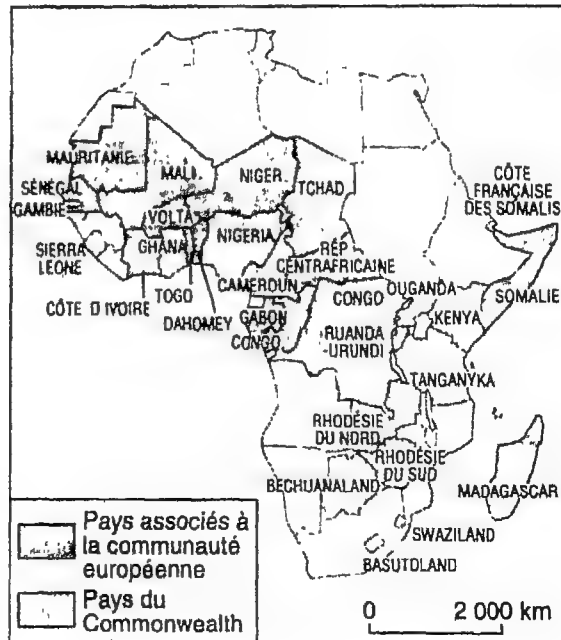 MAURITANIE
MALI
NIGER
TCHAD
CÔTE
FRANÇAISE
DES SOMALIS
SÉNÉGAL
GAMBIE
VOLTA
GHANA
NIGERIA
SIERRA
LEONE
RÉP
CENTRAFRICAINE
CÔTE D'IVOIRE
TOGO
DAHOMEY
CAMEROUN
GABON
CONGO
CONGO
OUGANDA
KENYA
SOMALIE
RUANDA
URUNDI
TANGANYKA
RHODÉSIE
DU NORD
RHODÉSIE
DU SUD
BECHUANALAND
MADAGASCAR
SWAZILAND
BASUTOLAND
Pays associés à
la communauté
européenne
Pays du
Commonwealth
0 2 000 km